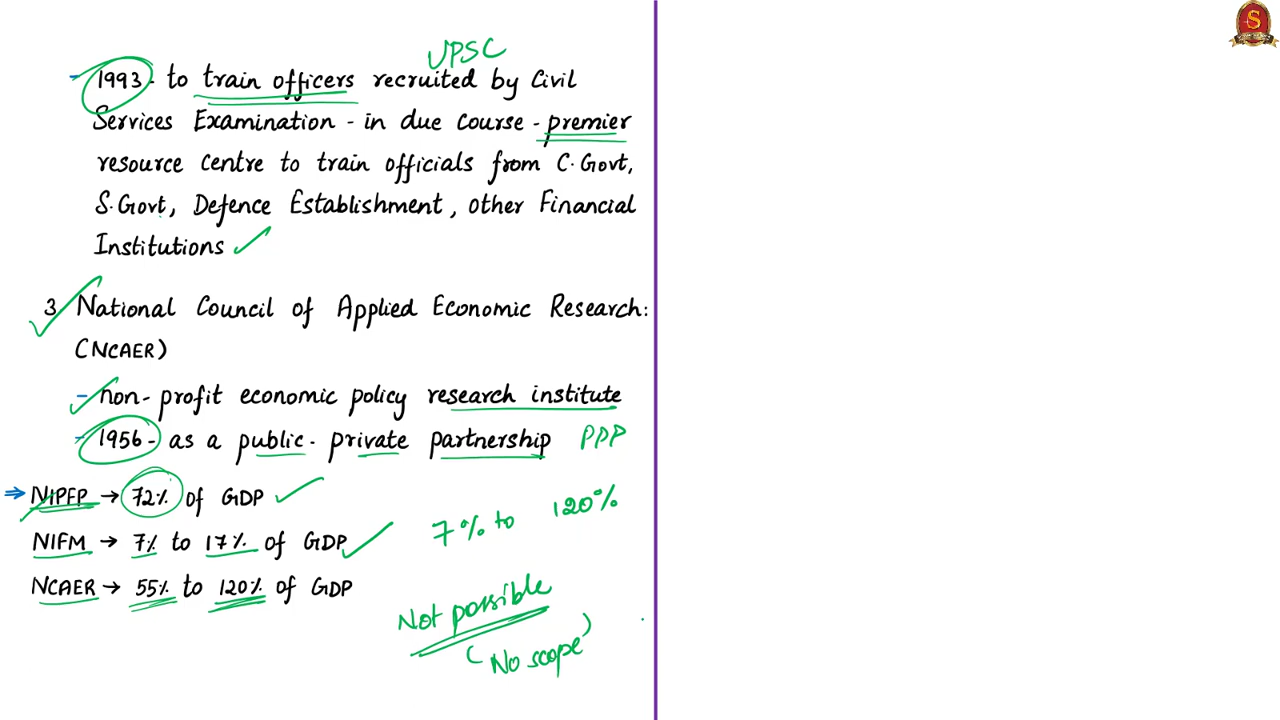 UPSC
- 1993 - to train officers recruited by Civil
Services Examination - in due course - premier
resource centre to train officials from C. Govt,
S. Govt, Defence Establishment, other Financial
Institutions
3 National Council of Applied Economic Research:
(NCAER)
- non-profit economic policy research institute
- 1956 - as a public-private partnership PPP
⇒ NIPFP → 72% of GDP
NIFM → 7% to 17% of GDP
7% to 120%
NCAER → 55% to 120% of GDP
Not possible
(No scope)
S